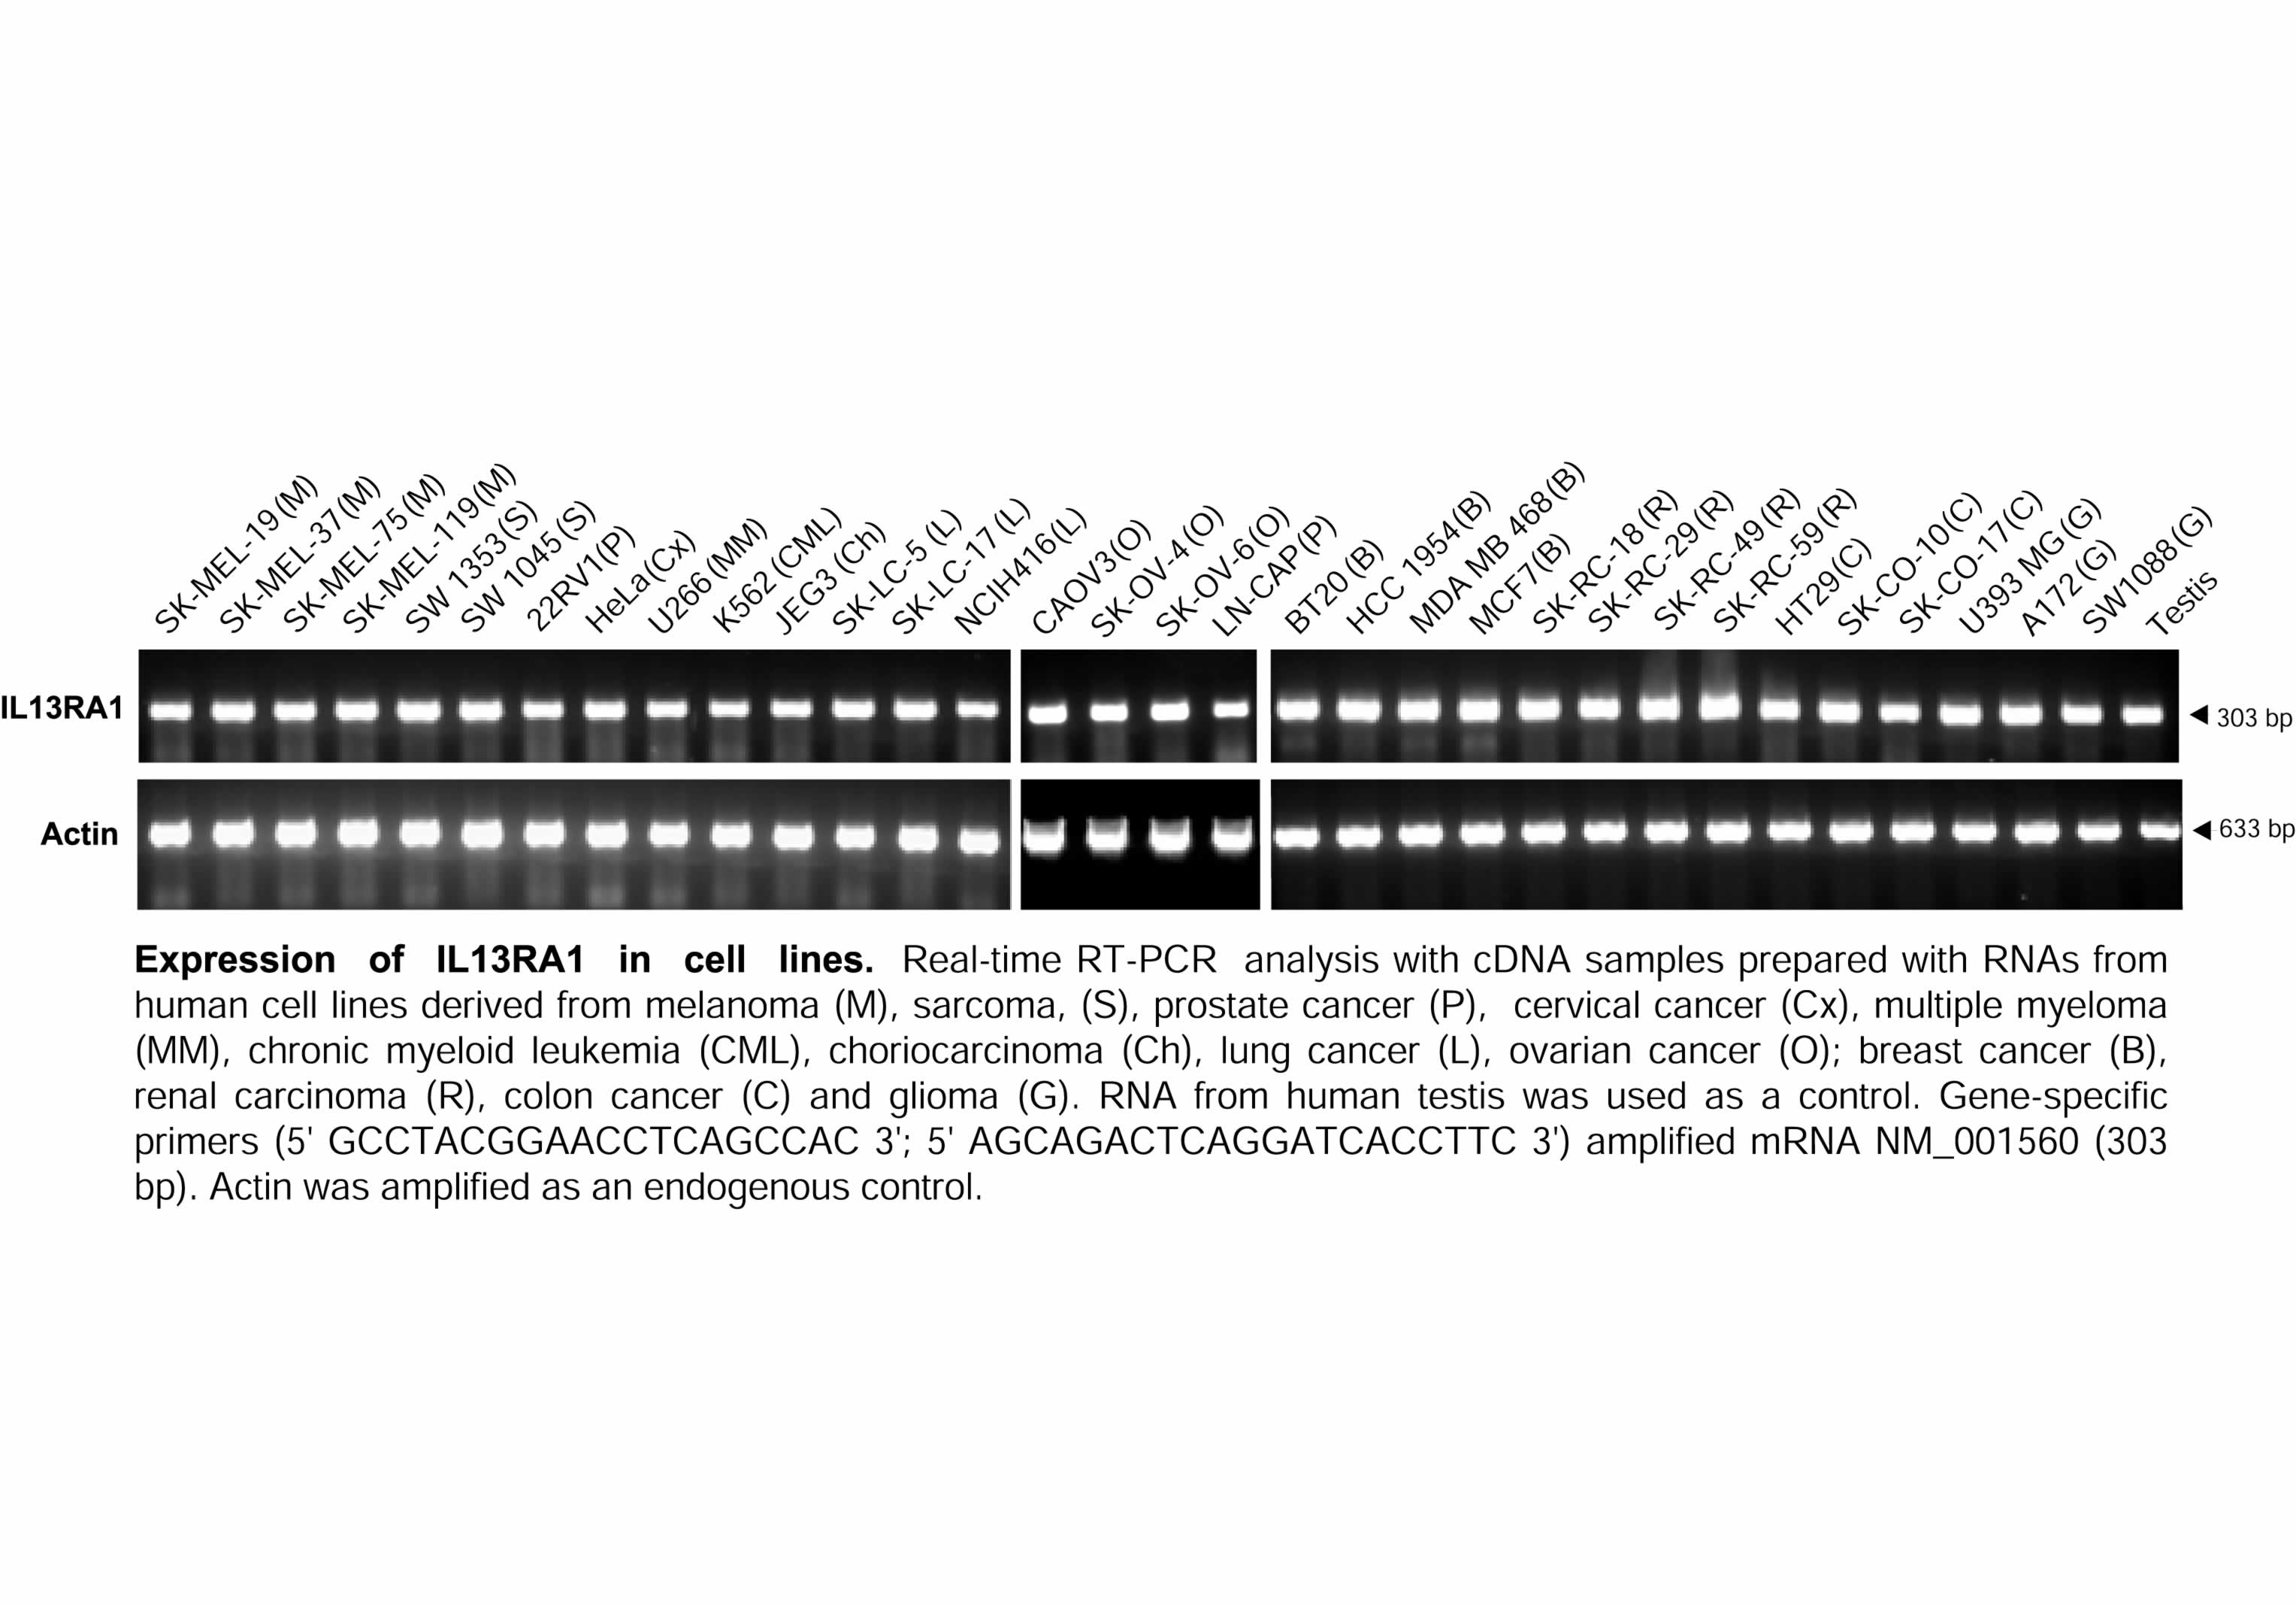 SK-MEL-19(M)
SK-MEL-37(M)
SK-MEL-75(M)
SK-MEL-119(M)
SW 1353(S)
SW 1045(S)
22RV1(P)
HeLa(Cx)
U266(MM)
K562(CML)
JEG3(Ch)
SK-LC-5(L)
SK-LC-17(L)
NCIH416(L)
CAOV3(O)
SK-OV-4(O)
SK-OV-6(O)
LN-CAP(P)
BT20(B)
HCC 1954(B)
MDA MB 468(B)
MCF7(B)
SK-RC-18(R)
SK-RC-29(R)
SK-RC-49(R)
SK-RC-59(R)
HT29(C)
SK-CO-10(C)
SK-CO-17(C)
U393 MG(G)
A172(G)
SW1088(G)
Testis
IL13RA1
303 bp
Actin
633 bp
Expression of IL13RA1 in cell lines. Real-time RT-PCR analysis with cDNA samples prepared with RNAs from
human cell lines derived from melanoma (M), sarcoma, (S), prostate cancer (P), cervical cancer (Cx), multiple myeloma
(MM), chronic myeloid leukemia (CML), choriocarcinoma (Ch), lung cancer (L), ovarian cancer (O); breast cancer (B),
renal carcinoma (R), colon cancer (C) and glioma (G). RNA from human testis was used as a control. Gene-specific
primers (5' GCCTACGGAACCTCAGCCAC 3'; 5' AGCAGACTCAGGATCACCTTC 3') amplified mRNA NM_001560 (303
bp). Actin was amplified as an endogenous control.